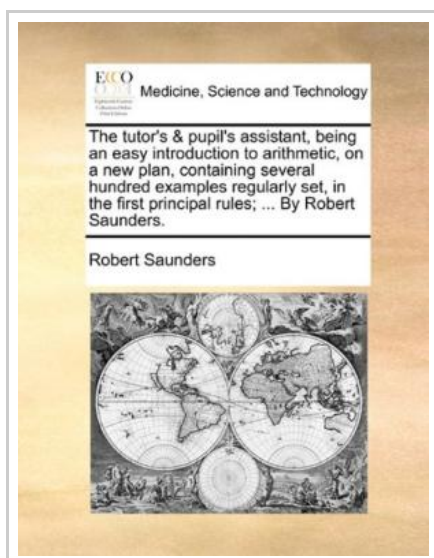 ECCO
Medicine, Science and Technology
The tutor's & pupil's assistant, being
an easy introduction to arithmetic, on
a new plan, containing several
hundred examples regularly set, in
the first principal rules; ... By Robert
Saunders.
Robert Saunders